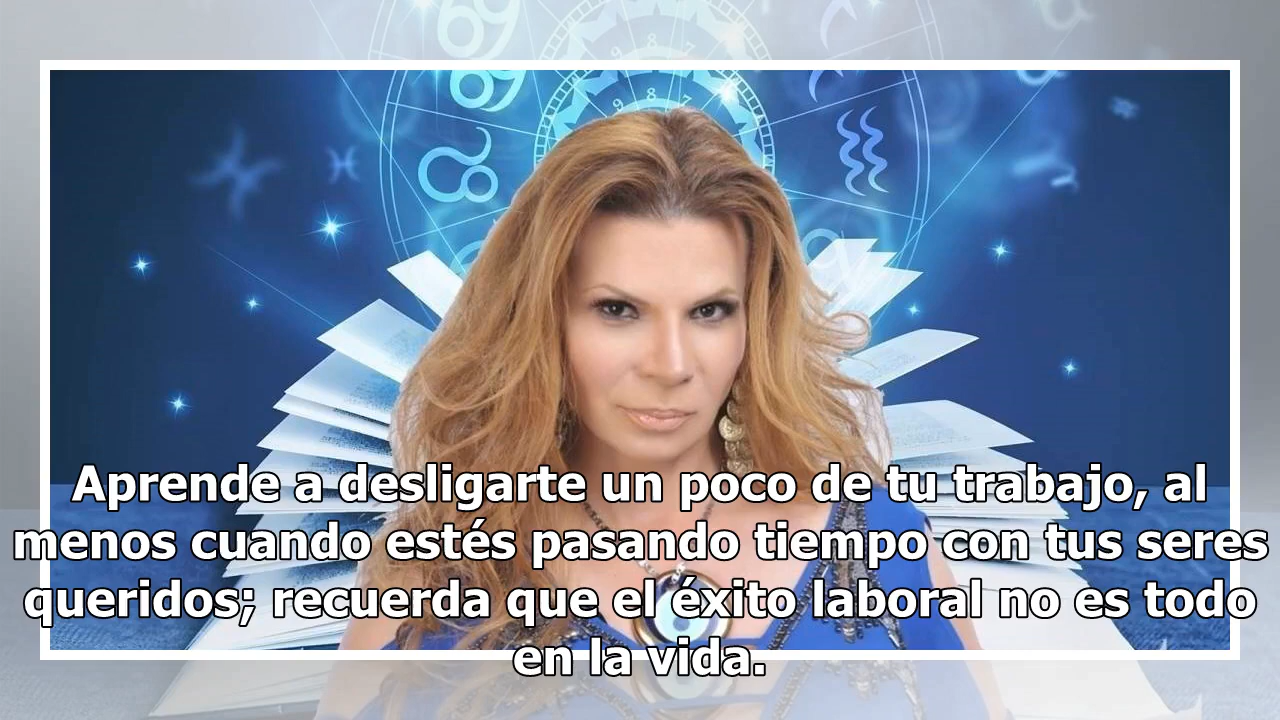 Aprende a desligarte un poco de tu trabajo, al
menos cuando estés pasando tiempo con tus seres
queridos; recuerda que el éxito laboral no es todo
en la vida.